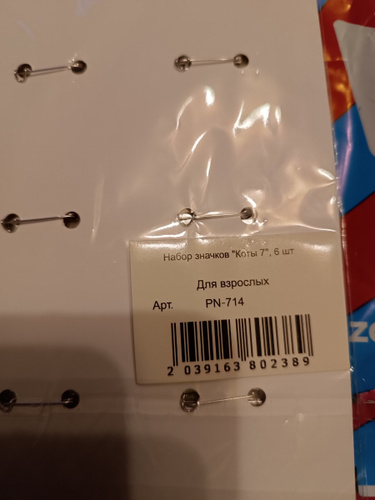 Набор значков "Коты 7", 6 шт.
Для взрослых
Арт. PN-714
2 039163 802389